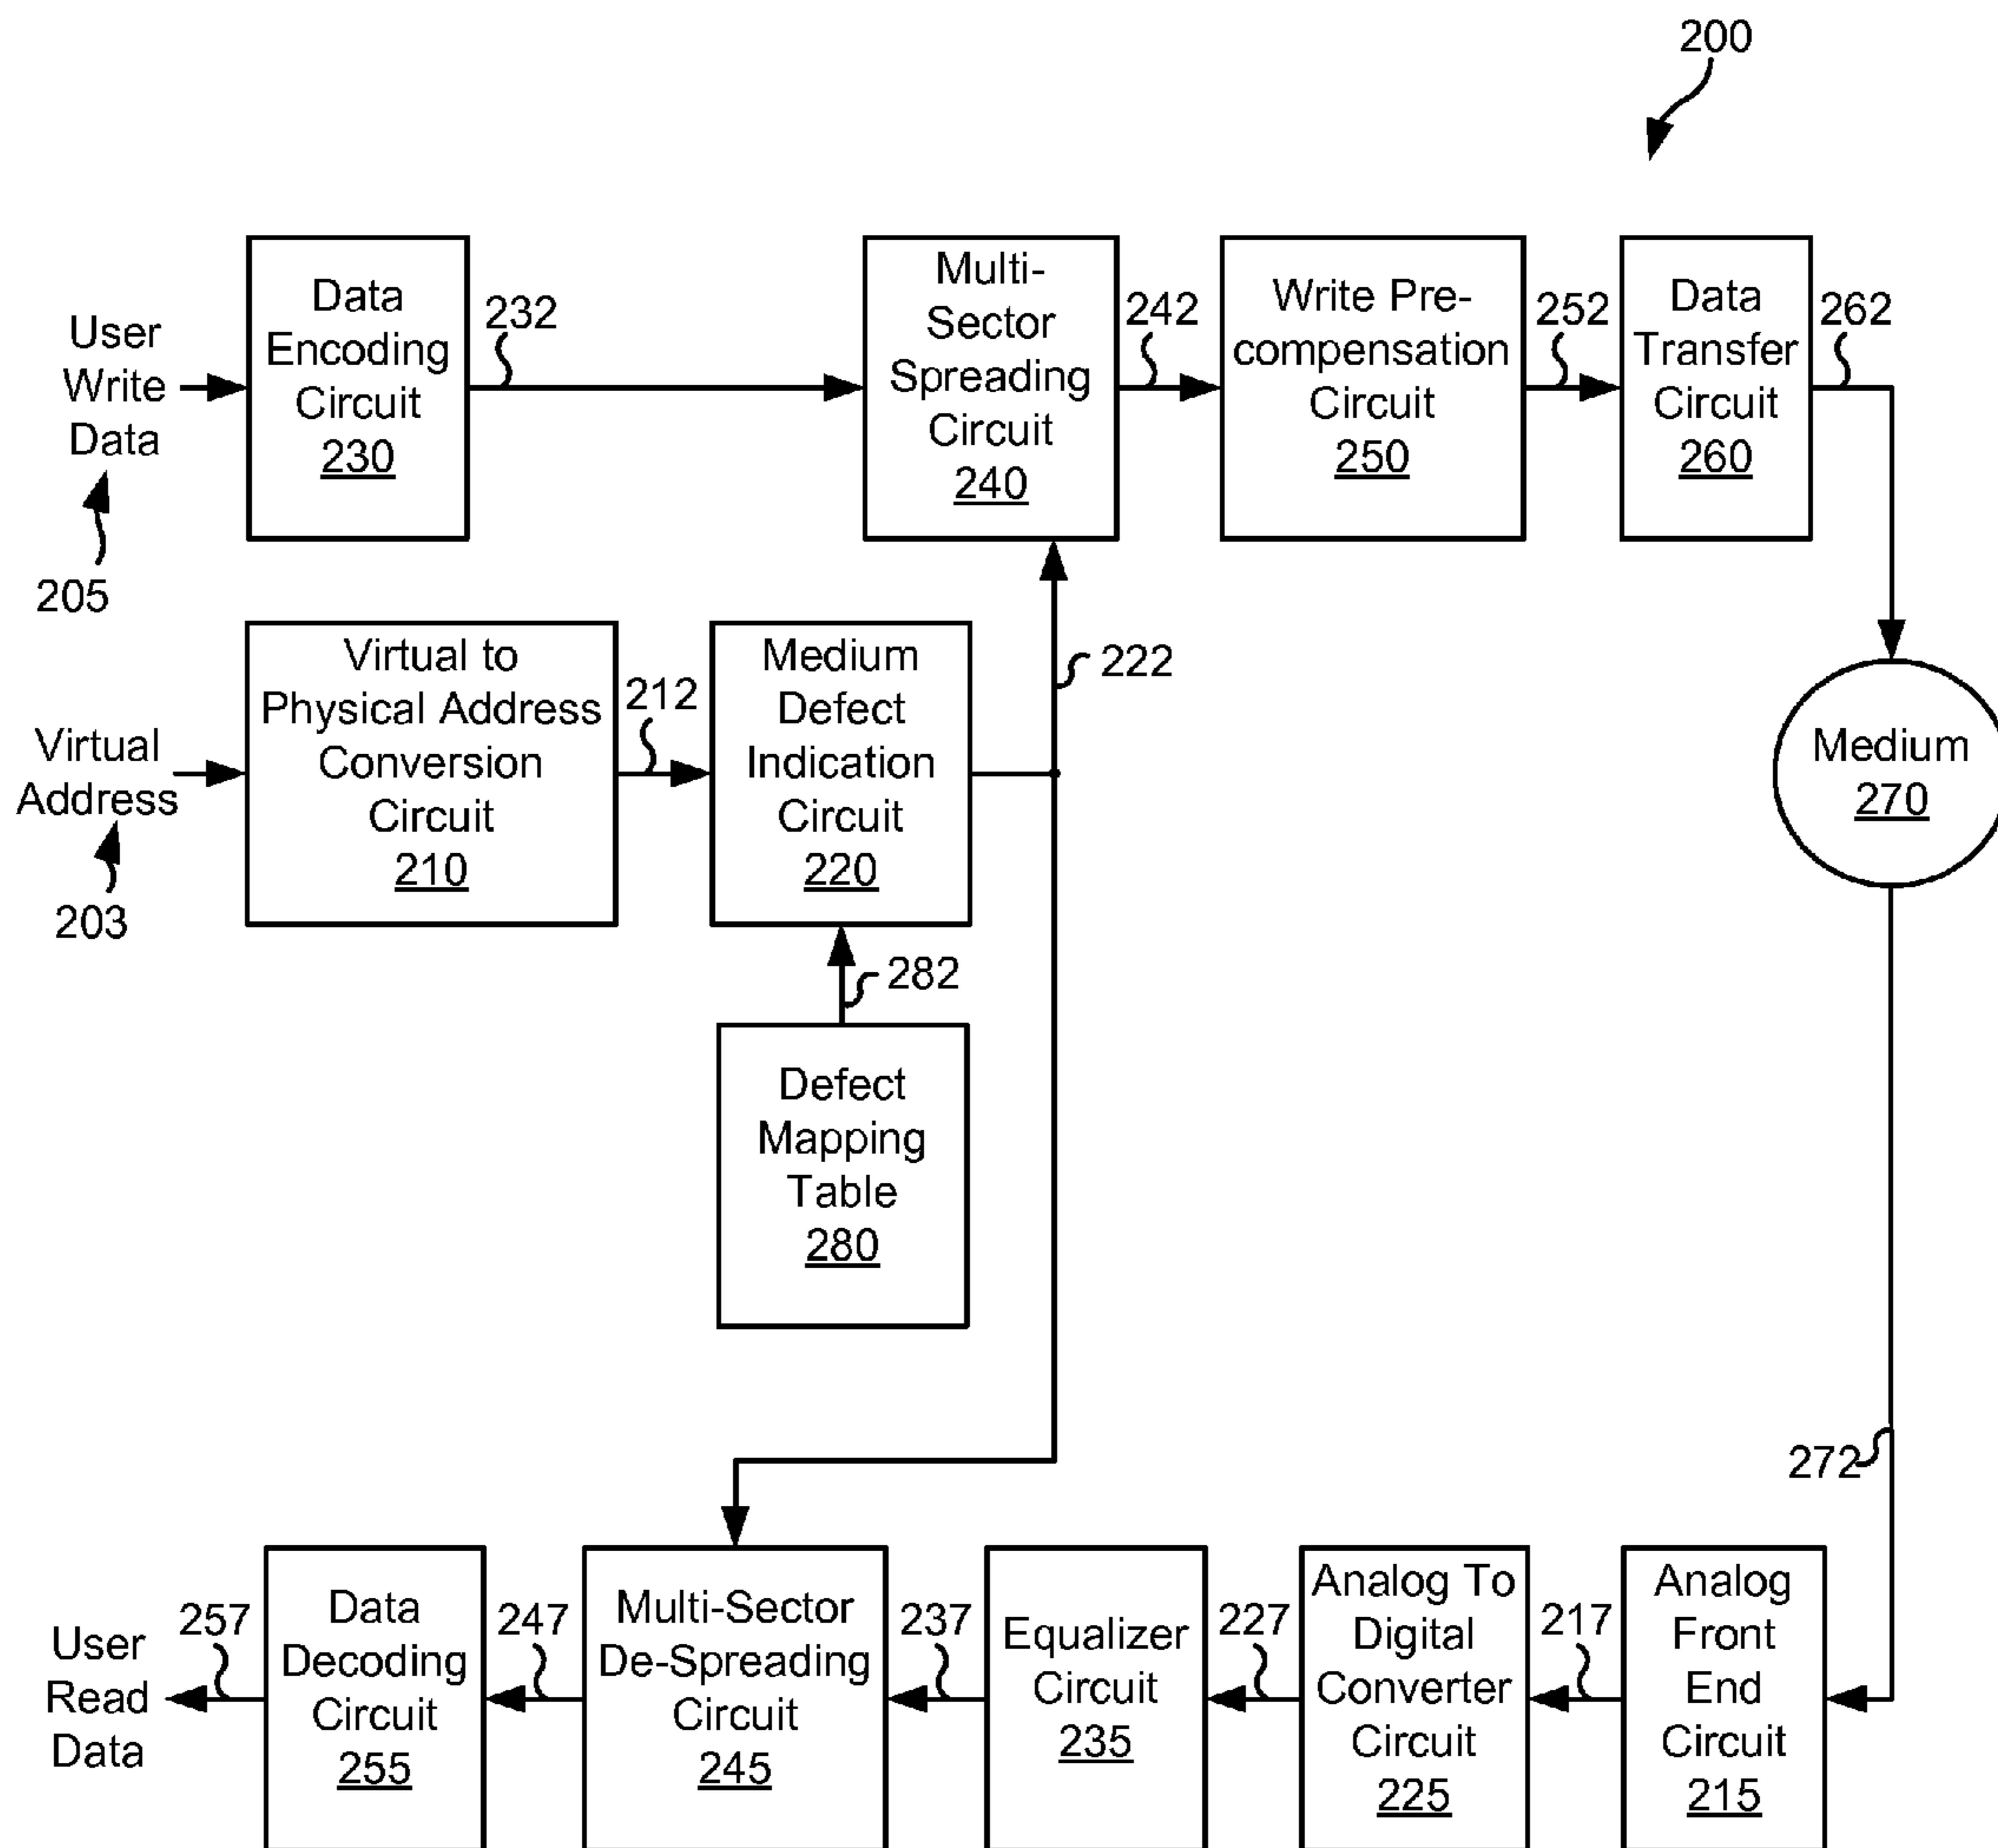 200
Data
Encoding
Circuit
230
232
Multi-
Sector
Spreading
Circuit
240
242
Write Pre-
compensation
Circuit
250
252
Data
Transfer
Circuit
260
262
User
Write
Data
205
Virtual to
Physical Address
Conversion
Circuit
210
212
Medium
Defect
Indication
Circuit
220
222
Virtual
Address
203
Medium
270
282
Defect
Mapping
Table
280
272
User
Read
Data
257
Data
Decoding
Circuit
255
247
Multi-Sector
De-Spreading
Circuit
245
237
Equalizer
Circuit
235
227
Analog To
Digital
Converter
Circuit
225
217
Analog
Front
End
Circuit
215